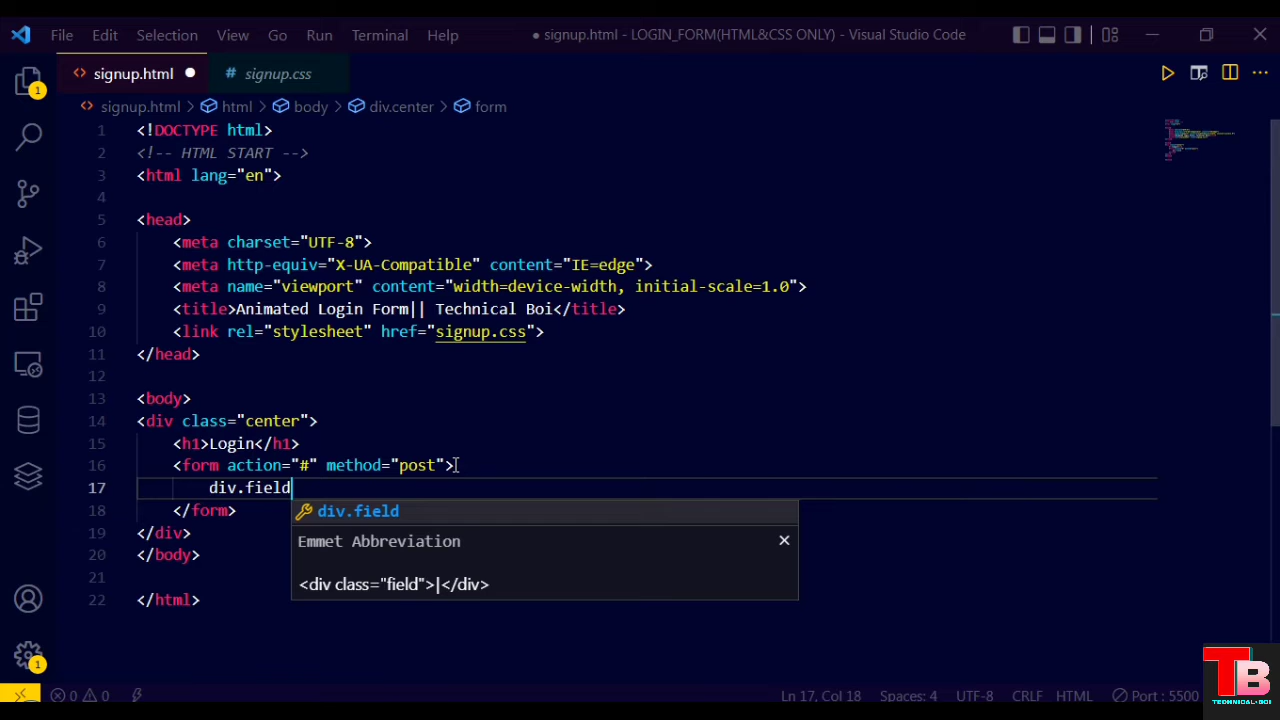 File Edit Selection View Go Run Terminal Help ● signup.html - LOGIN_FORM(HTML&CSS ONLY) - Visual Studio Code
<> signup.html ● # signup.css
<> signup.html > html > body > div.center > form
1 <!DOCTYPE html>
2 <!-- HTML START -->
3 <html lang="en">
4
5 <head>
6 <meta charset="UTF-8">
7 <meta http-equiv="X-UA-Compatible" content="IE=edge">
8 <meta name="viewport" content="width=device-width, initial-scale=1.0">
9 <title>Animated Login Form|| Technical Boi</title>
10 <link rel="stylesheet" href="signup.css">
11 </head>
12
13 <body>
14 <div class="center">
15 <h1>Login</h1>
16 <form action="#" method="post">
17 div.field
18 </form>
div.field
19 </div>
Emmet Abbreviation
20 </body>
21
<div class="field">|</div>
22 </html>
1
1
0 0 Ln 17, Col 18 Spaces: 4 UTF-8 CRLF HTML Port : 5500
TB
TECHNICAL-BOI